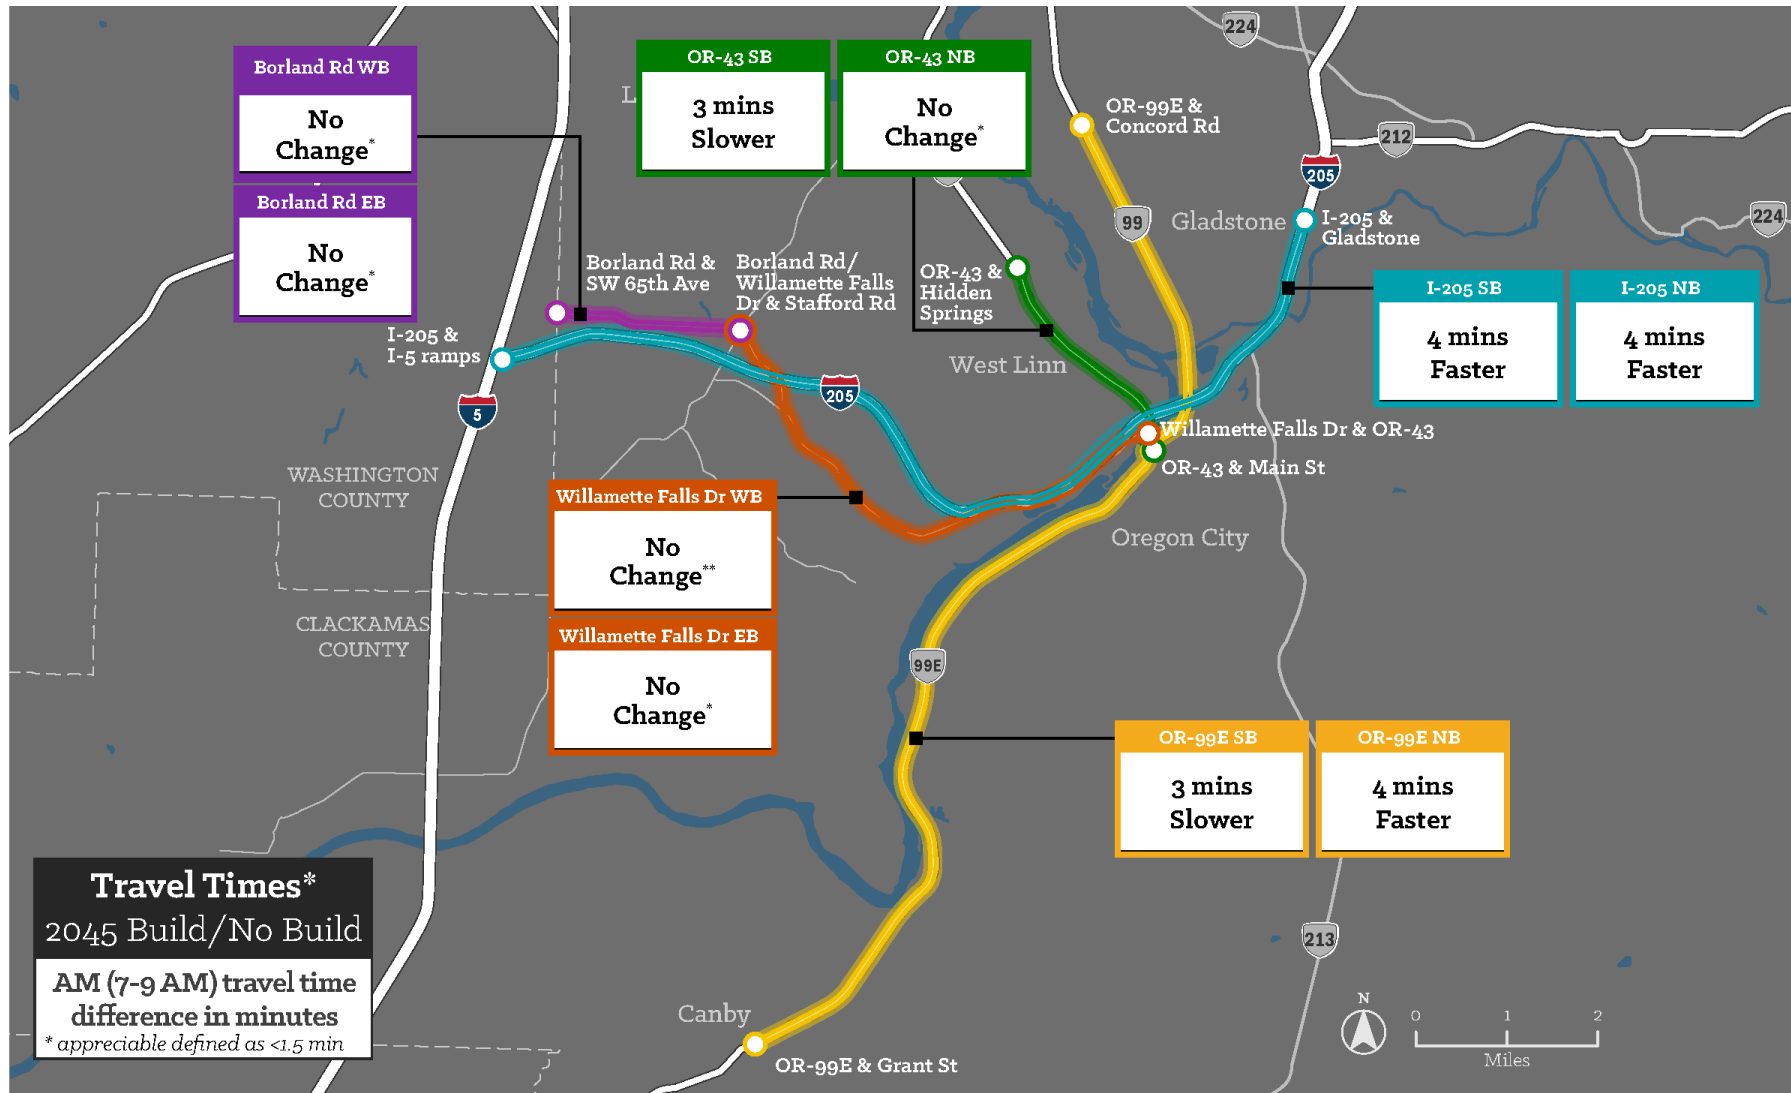 224
Borland Rd WB
No
Change*
Borland Rd EB
No
Change*
L
OR-43 SB
3 mins
Slower
OR-43 NB
No
Change*
OR-99E &
Concord Rd
212
205
99
Gladstone
I-205 &
Gladstone
224
Borland Rd &
SW 65th Ave
Borland Rd/
Willamette Falls
Dr & Stafford Rd
OR-43 &
Hidden
Springs
I-205 SB
4 mins
Faster
I-205 NB
4 mins
Faster
I-205 &
I-5 ramps
West Linn
205
5
Willamette Falls Dr & OR-43
OR-43 & Main St
WASHINGTON
COUNTY
Willamette Falls Dr WB
No
Change**
Oregon City
CLACKAMAS
COUNTY
Willamette Falls Dr EB
No
Change*
99E
OR-99E SB
3 mins
Slower
OR-99E NB
4 mins
Faster
Travel Times*
2045 Build/No Build
AM (7-9 AM) travel time
difference in minutes
* appreciable defined as <1.5 min
213
Canby
OR-99E & Grant St
N
0 1 2
Miles